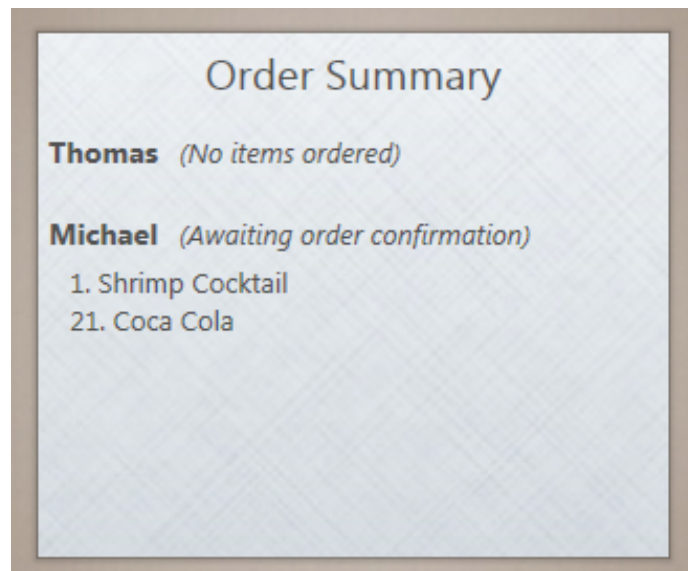 Order Summary
Thomas (No items ordered)
Michael (Awaiting order confirmation)
1. Shrimp Cocktail
21. Coca Cola